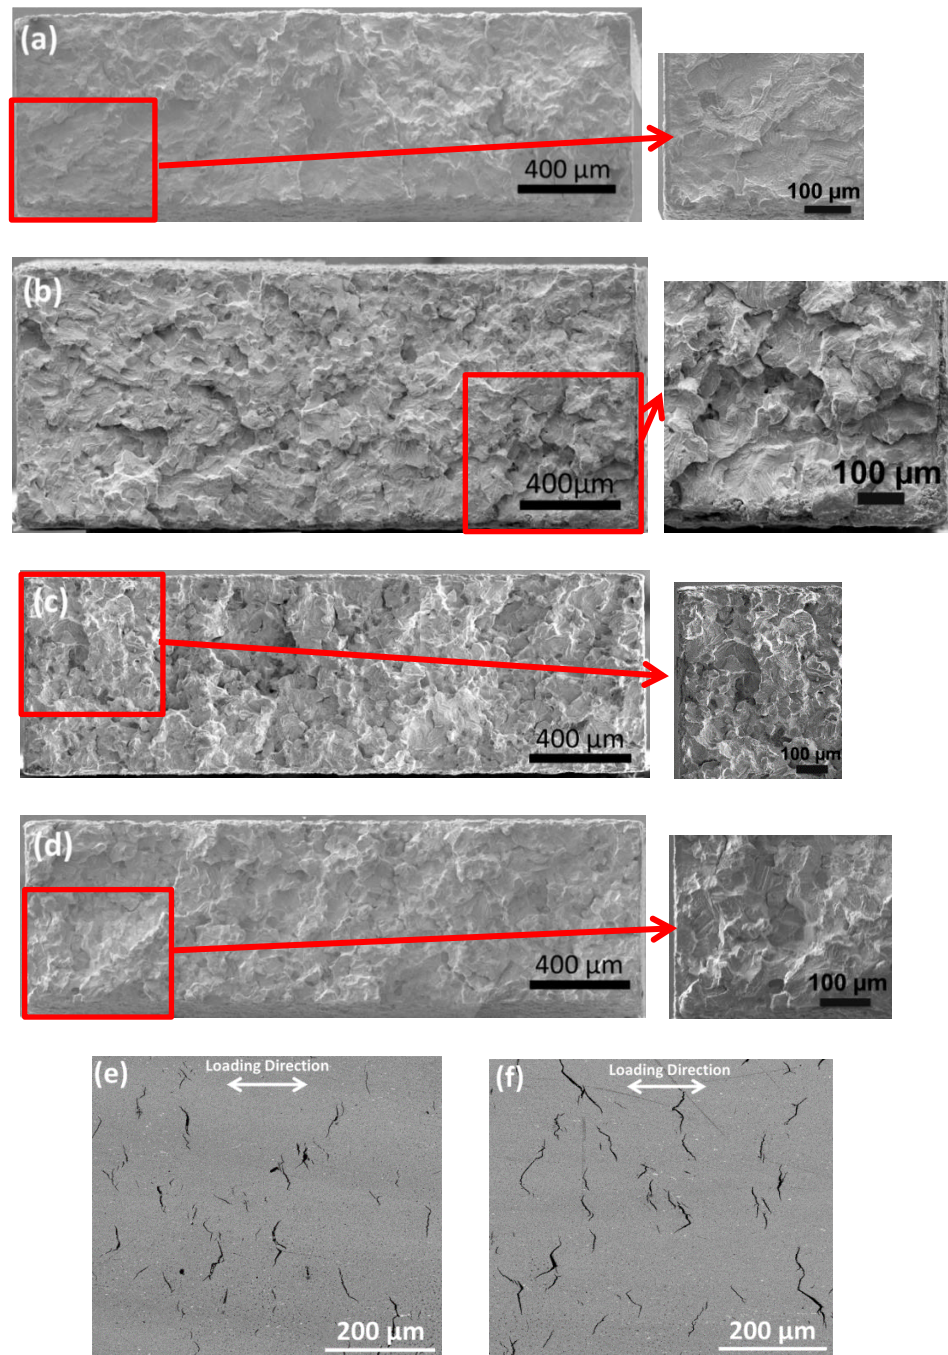 (a)
400 µm
100 µm
(b)
400µm
100 µm
(c)
400 µm
100 µm
(d)
400 µm
100 µm
(e)
Loading Direction
200 µm
(f)
Loading Direction
200 µm